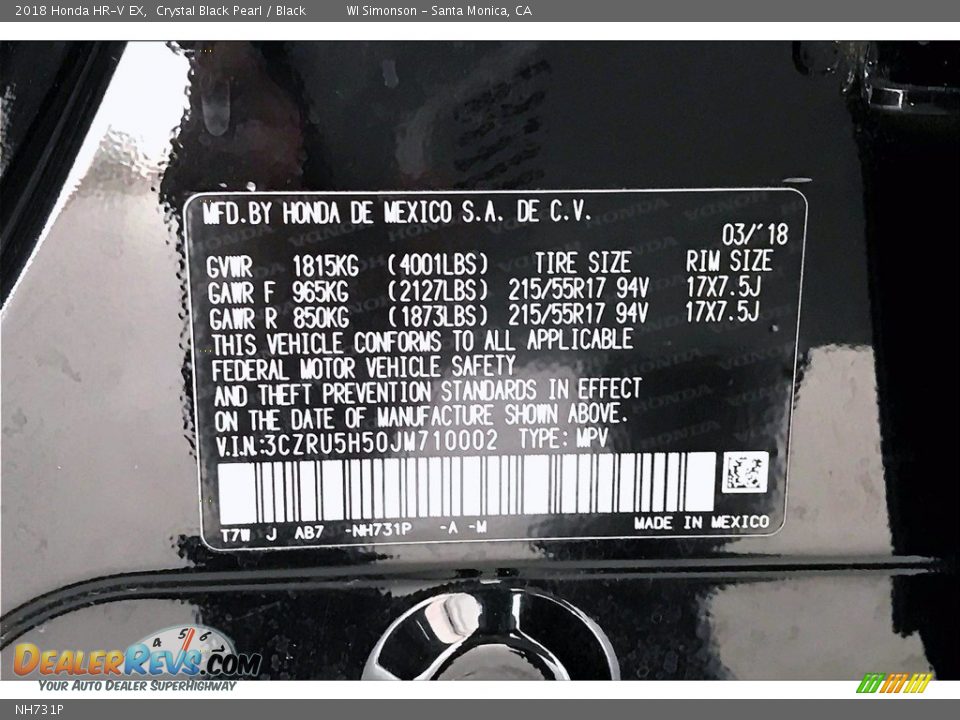 2018 Honda HR-V EX, Crystal Black Pearl / Black WI Simonson - Santa Monica, CA
MFD.BY HONDA DE MEXICO S.A. DE C.V.
03/'18
GVWR 1815KG (4001LBS) TIRE SIZE RIM SIZE
GAWR F 965KG (2127LBS) 215/55R17 94V 17X7.5J
GAWR R 850KG (1873LBS) 215/55R17 94V 17X7.5J
THIS VEHICLE CONFORMS TO ALL APPLICABLE
FEDERAL MOTOR VEHICLE SAFETY
AND THEFT PREVENTION STANDARDS IN EFFECT
ON THE DATE OF MANUFACTURE SHOWN ABOVE.
V.I.N.:3CZRU5H50JM710002 TYPE: MPV
T7W J AB7 -NH731P -A -M MADE IN MEXICO
4 5 6
DEALERREVS.COM
YOUR AUTO DEALER SUPERHIGHWAY
NH731P